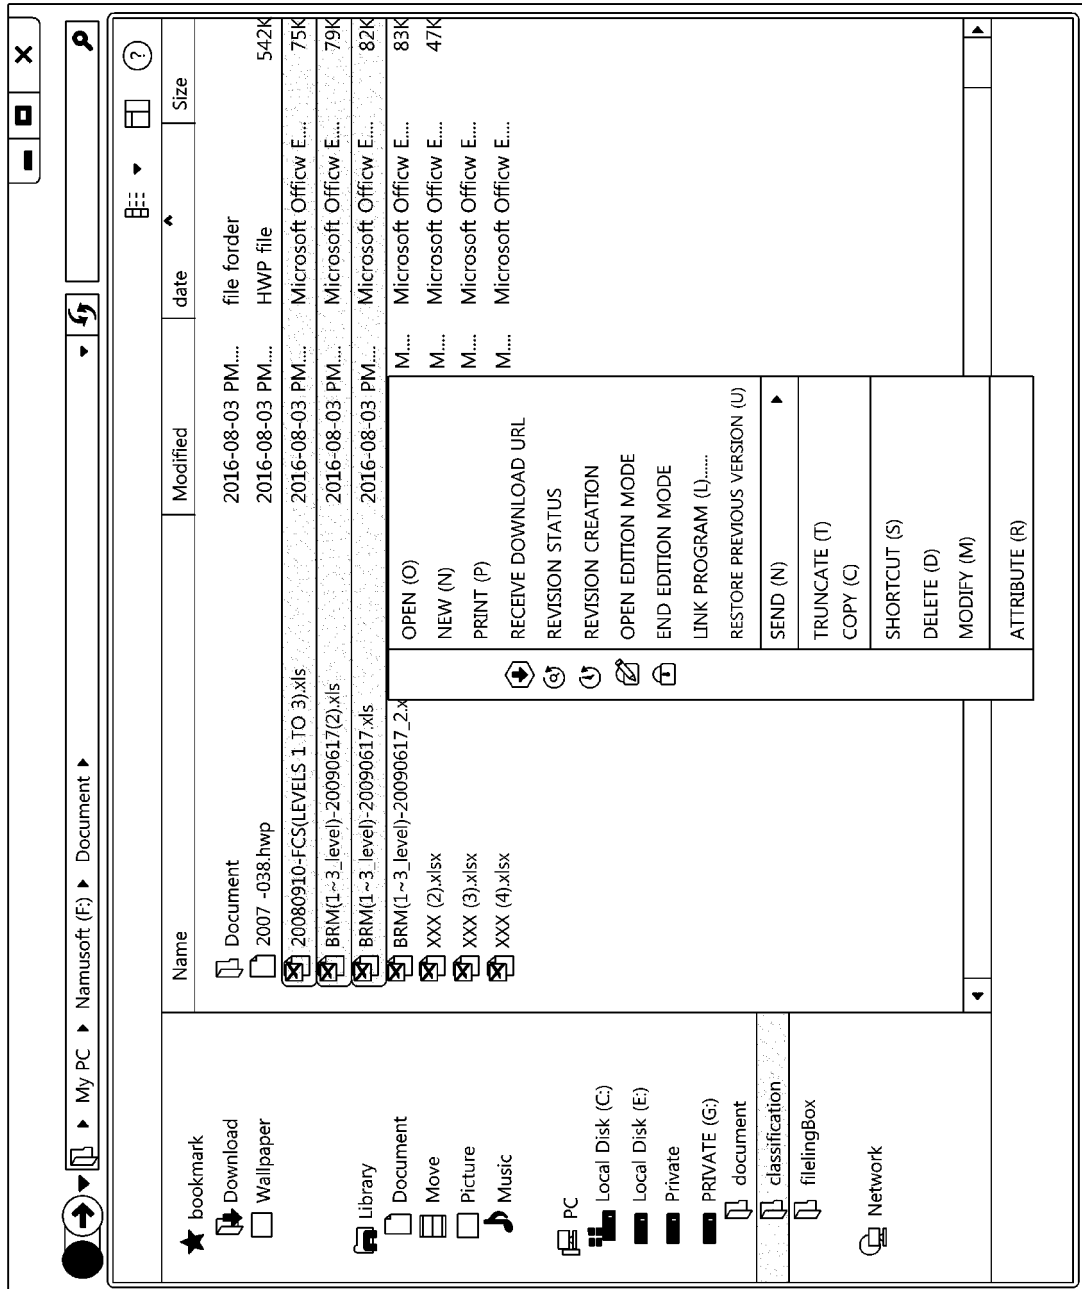 My PC Namusoft (F:) Document
?
Name Modified date Size
bookmark
Download
Wallpaper
Library
Document
Move
Picture
Music
PC
Local Disk (C:)
Local Disk (E:)
Private
PRIVATE (G:)
document
classification
filelingBox
Network
Document 2016-08-03 PM.... file forder
2007 -038.hwp 2016-08-03 PM.... HWP file 542K
20080910-FCS(LEVELS 1 TO 3).xls 2016-08-03 PM.... Microsoft Officw E.... 75K
BRM(1~3_level)-20090617(2).xls 2016-08-03 PM.... Microsoft Officw E.... 79K
BRM(1~3_level)-20090617.xls 2016-08-03 PM.... Microsoft Officw E.... 82K
BRM(1~3_level)-20090617_2.x M.... Microsoft Officw E.... 83K
XXX (2).xlsx M.... Microsoft Officw E.... 47K
XXX (3).xlsx M.... Microsoft Officw E....
XXX (4).xlsx M.... Microsoft Officw E....
OPEN (O)
NEW (N)
PRINT (P)
RECEIVE DOWNLOAD URL
REVISION STATUS
REVISION CREATION
OPEN EDITION MODE
END EDITION MODE
LINK PROGRAM (L)......
RESTORE PREVIOUS VERSION (U)
SEND (N)
TRUNCATE (T)
COPY (C)
SHORTCUT (S)
DELETE (D)
MODIFY (M)
ATTRIBUTE (R)